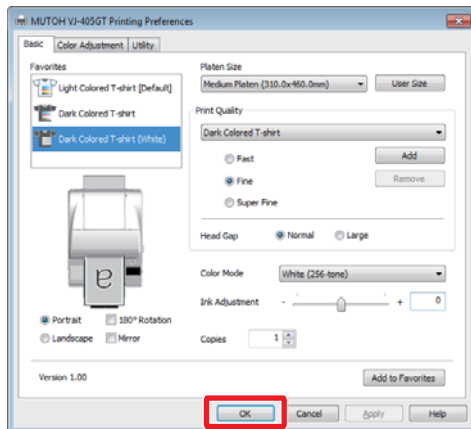 MUTOH VJ-405GT Printing Preferences
Basic Color Adjustment Utility
Favorites
Light Colored T-shirt [Default]
Dark Colored T-shirt
Dark Colored T-shirt (White)
a
Portrait 180° Rotation
Landscape Mirror
Platen Size
Medium Platen (310.0x460.0mm) User Size
Print Quality
Dark Colored T-shirt
Fast Add
Fine Remove
Super Fine
Head Gap Normal Large
Color Mode White (256-tone)
Ink Adjustment - + 0
Copies 1
Version 1.00 Add to Favorites
OK Cancel Apply Help